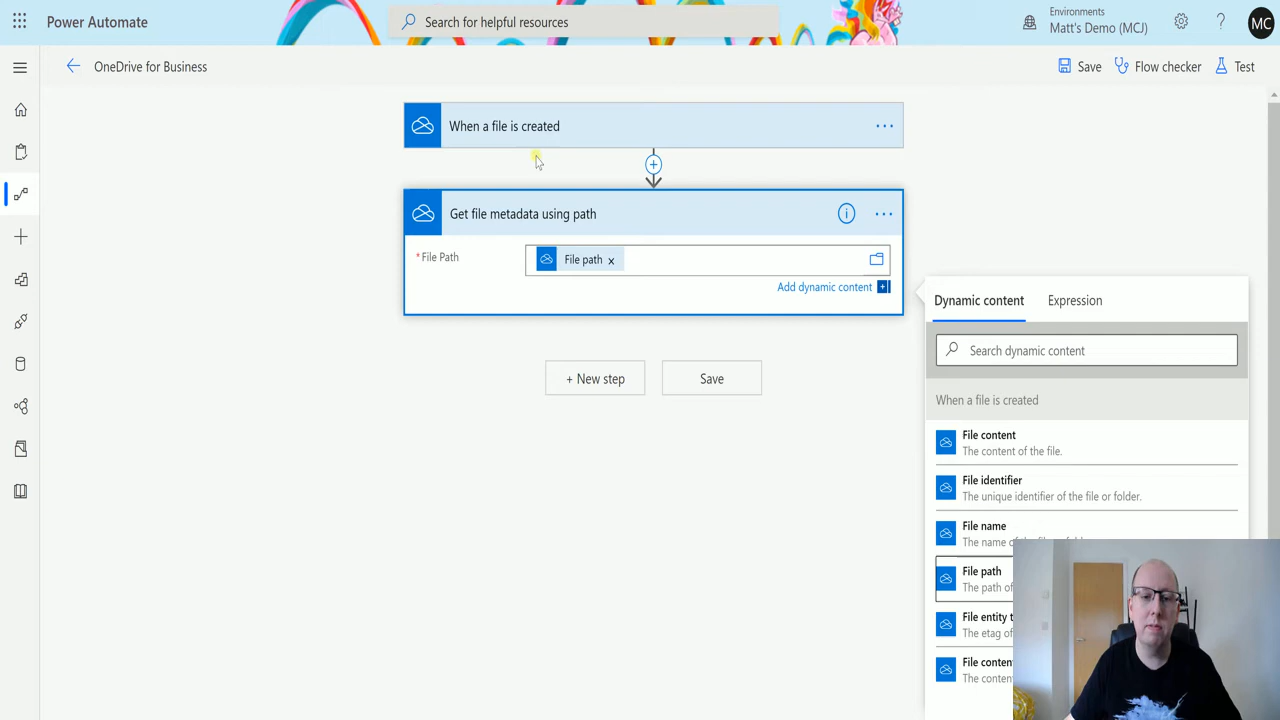 Power Automate
Search for helpful resources
Environments
Matt's Demo (MCJ)
MC
OneDrive for Business
Save
Flow checker
Test
When a file is created
Get file metadata using path
* File Path
File path x
Add dynamic content
Dynamic content
Expression
Search dynamic content
When a file is created
File content
The content of the file.
File identifier
The unique identifier of the file or folder.
File name
The name
File path
The path of
File entity
The etag of
File
The
+ New step
Save